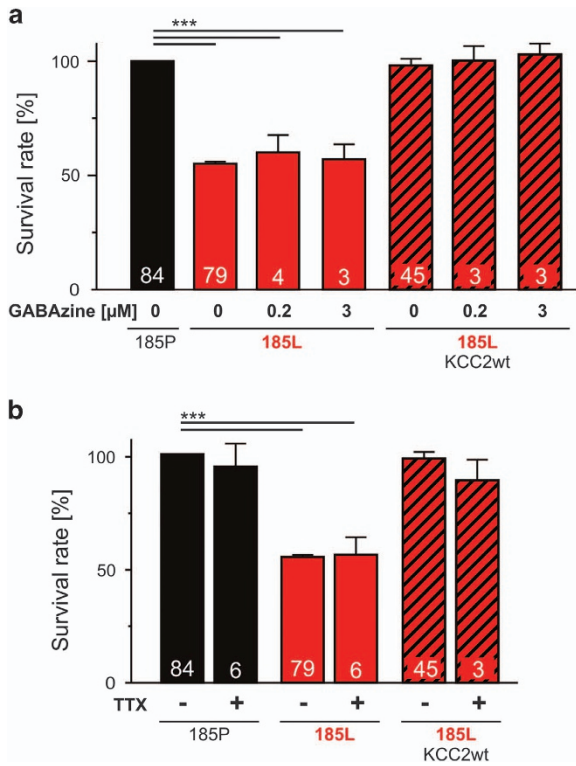 a
***
Survival rate [%]
100
50
0
84 79 4 3 45 3 3
GABAzine [µM] 0 0 0.2 3 0 0.2 3
185P 185L 185L
KCC2wt
b
***
Survival rate [%]
100
50
0
84 6 79 6 45 3
TTX - + - + - +
185P 185L 185L
KCC2wt